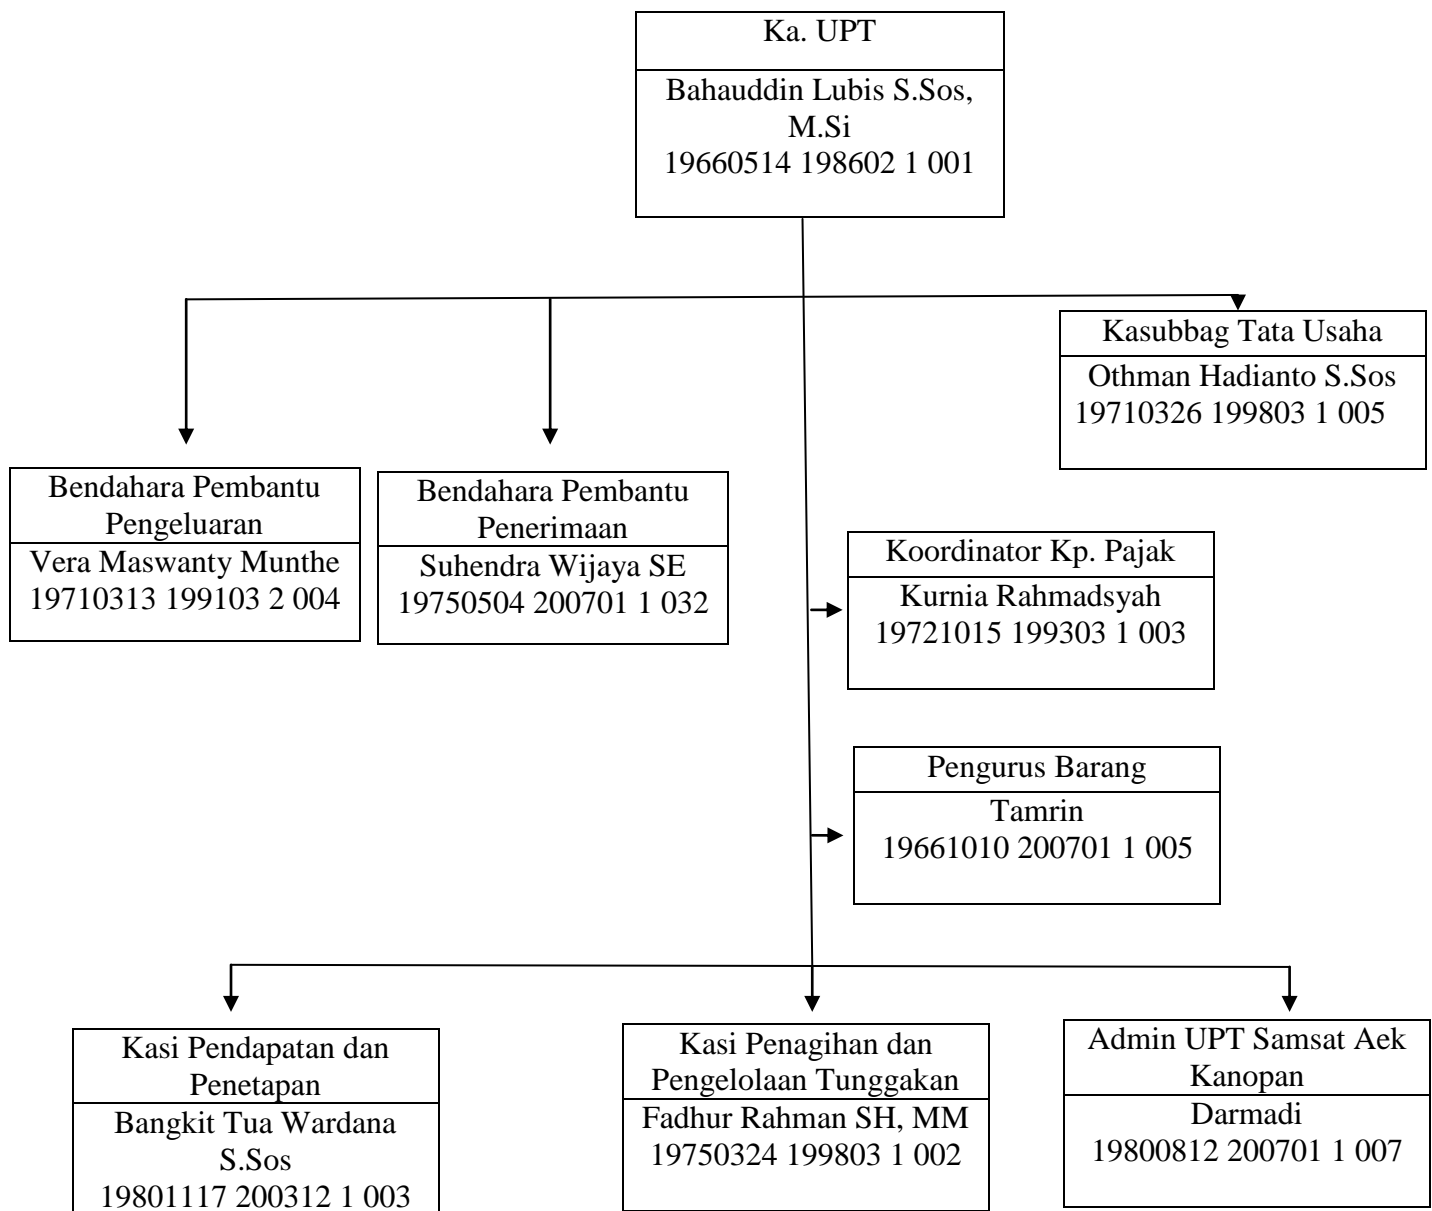 Ka. UPT
Bahauddin Lubis S.Sos,
M.Si
19660514 198602 1 001
Kasubbag Tata Usaha
Othman Hadianto S.Sos
19710326 199803 1 005
Bendahara Pembantu
Pengeluaran
Vera Maswanty Munthe
19710313 199103 2 004
Bendahara Pembantu
Penerimaan
Suhendra Wijaya SE
19750504 200701 1 032
Koordinator Kp. Pajak
Kurnia Rahmadsyah
19721015 199303 1 003
Pengurus Barang
Tamrin
19661010 200701 1 005
Kasi Pendapatan dan
Penetapan
Bangkit Tua Wardana
S.Sos
19801117 200312 1 003
Kasi Penagihan dan
Pengelolaan Tunggakan
Fadhur Rahman SH, MM
19750324 199803 1 002
Admin UPT Samsat Aek
Kanopan
Darmadi
19800812 200701 1 007